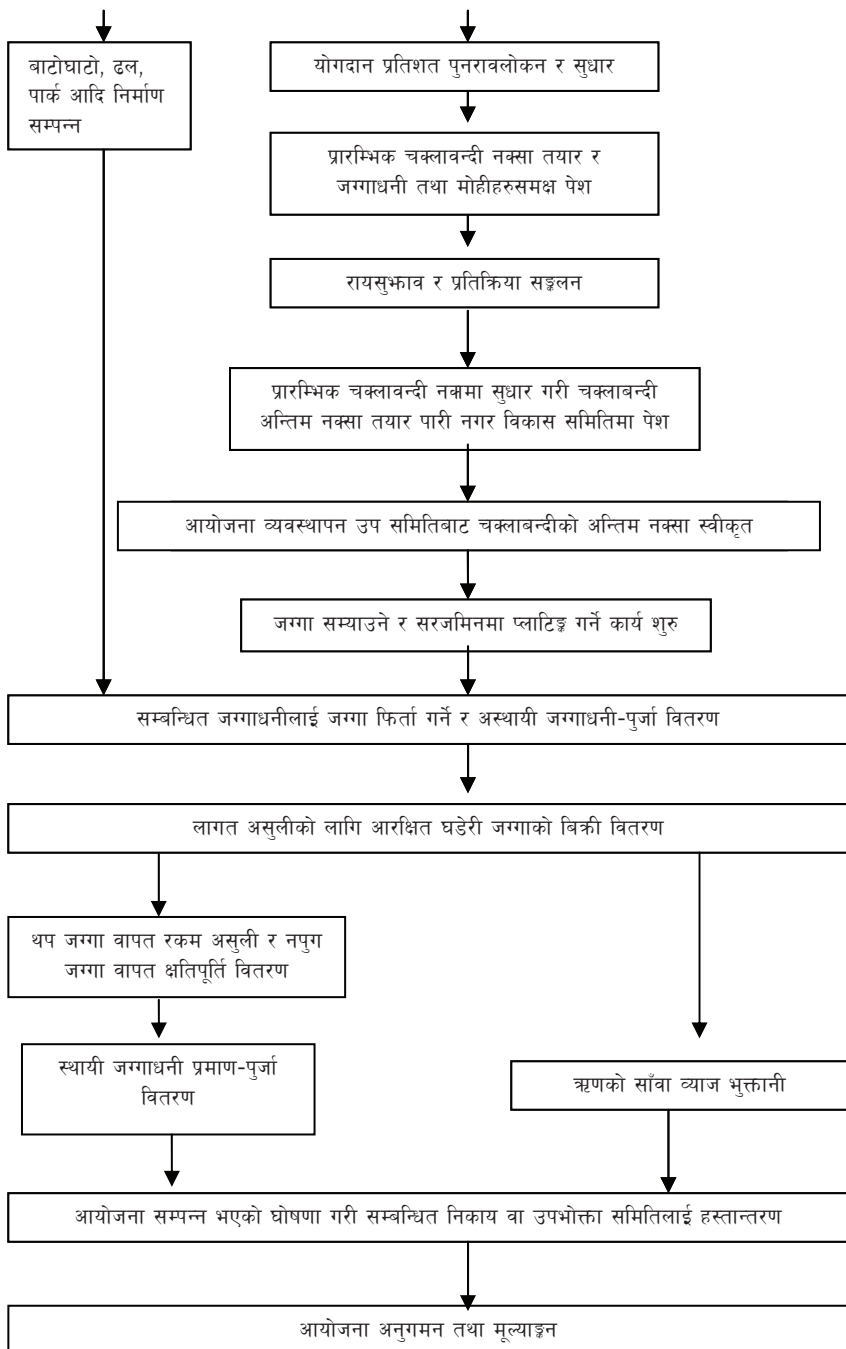 बाटोघाटो, ढल,
पार्क आदि निर्माण
सम्पन्न
योगदान प्रतिशत पुनरावलोकन र सुधार
प्रारम्भिक चक्लावन्दी नक्सा तयार र
जग्गाधनी तथा मोहीहरुसमक्ष पेश
रायसुझाव र प्रतिक्रिया सङ्कलन
प्रारम्भिक चक्लावन्दी नक्षमा सुधार गरी चक्लाबन्दी
अन्तिम नक्सा तयार पारी नगर विकास समितिमा पेश
आयोजना व्यवस्थापन उप समितिबाट चक्लाबन्दीको अन्तिम नक्सा स्वीकृत
जग्गा सम्याउने र सरजमिनमा प्लाटिङ्ग गर्ने कार्य शुरु
सम्बन्धित जग्गाधनीलाई जग्गा फिर्ता गर्ने र अस्थायी जग्गाधनी-पुर्जा वितरण
लागत असुलीको लागि आरक्षित घडेरी जग्गाको बिक्री वितरण
थप जग्गा वापत रकम असुली र नपुग
जग्गा वापत क्षतिपूर्ति वितरण
स्थायी जग्गाधनी प्रमाण-पुर्जा
वितरण
ऋणको साँवा व्याज भुक्तानी
आयोजना सम्पन्न भएको घोषणा गरी सम्बन्धित निकाय वा उपभोक्ता समितिलाई हस्तान्तरण
आयोजना अनुगमन तथा मूल्याङ्कन